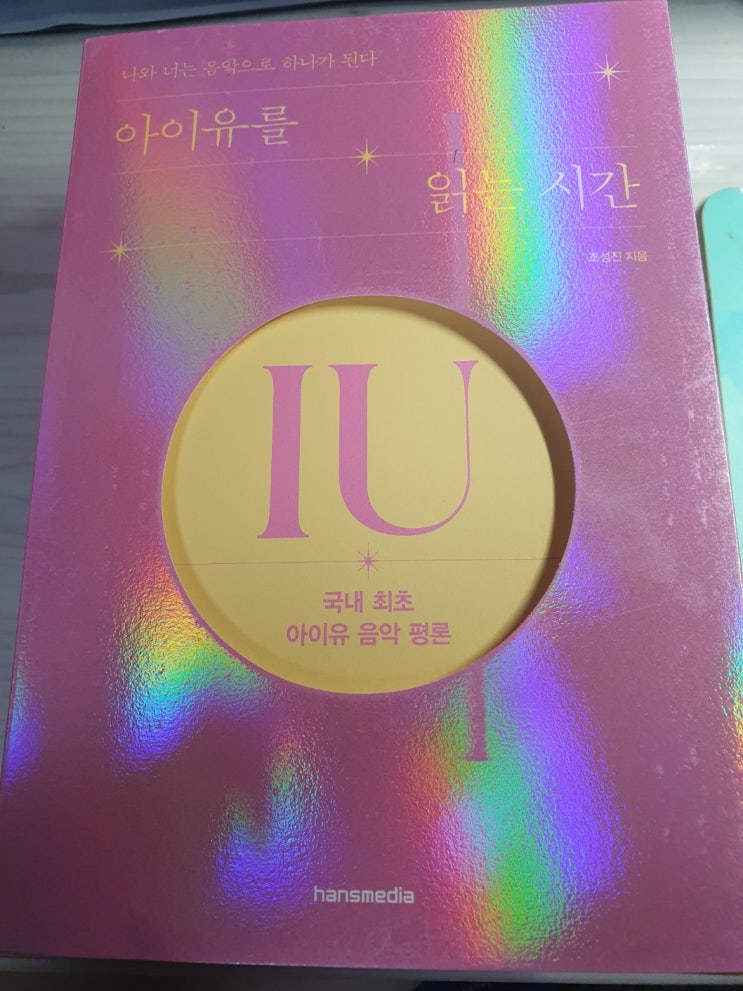 나와 너는 음악으로 하나가 된다
아이유를
읽는 시간
조성진 지음
IU
국내 최초
아이유 음악 평론
hansmedia